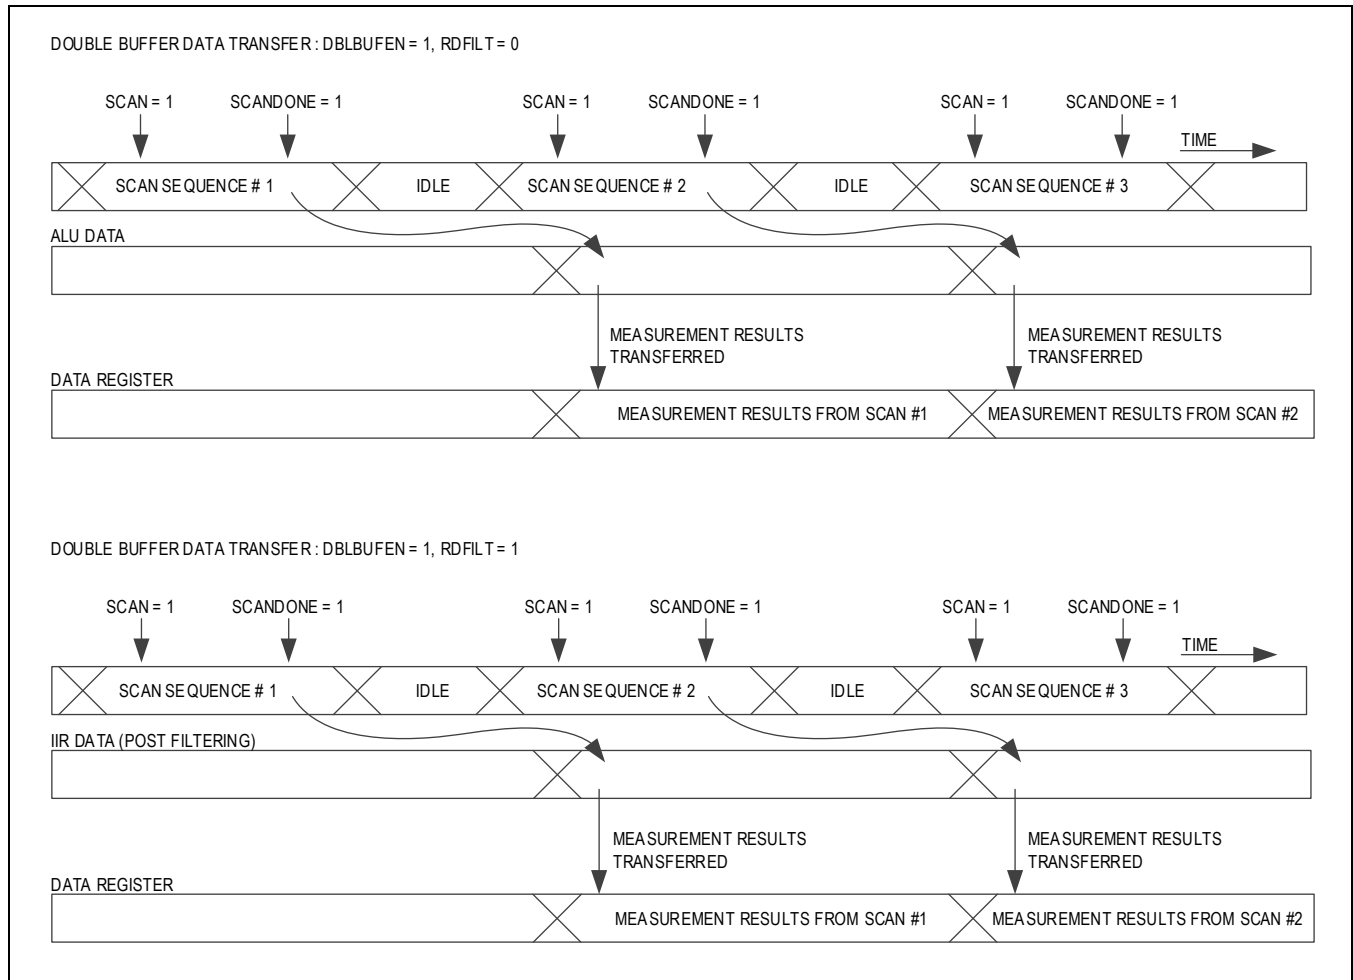 DOUBLE BUFFER DATA TRANSFER : DBLBUFEN = 1, RDFILT = 0
SCAN = 1 SCANDONE = 1 SCAN = 1 SCANDONE = 1 SCAN = 1 SCANDONE = 1
TIME
SCAN SEQUENCE # 1 IDLE SCAN SEQUENCE # 2 IDLE SCAN SEQUENCE # 3
ALU DATA
MEASUREMENT RESULTS MEASUREMENT RESULTS
TRANSFERRED TRANSFERRED
DATA REGISTER
MEASUREMENT RESULTS FROM SCAN #1 MEASUREMENT RESULTS FROM SCAN #2
DOUBLE BUFFER DATA TRANSFER : DBLBUFEN = 1, RDFILT = 1
SCAN = 1 SCANDONE = 1 SCAN = 1 SCANDONE = 1 SCAN = 1 SCANDONE = 1
TIME
SCAN SEQUENCE # 1 IDLE SCAN SEQUENCE # 2 IDLE SCAN SEQUENCE # 3
IIR DATA (POST FILTERING)
MEASUREMENT RESULTS MEASUREMENT RESULTS
TRANSFERRED TRANSFERRED
DATA REGISTER
MEASUREMENT RESULTS FROM SCAN #1 MEASUREMENT RESULTS FROM SCAN #2